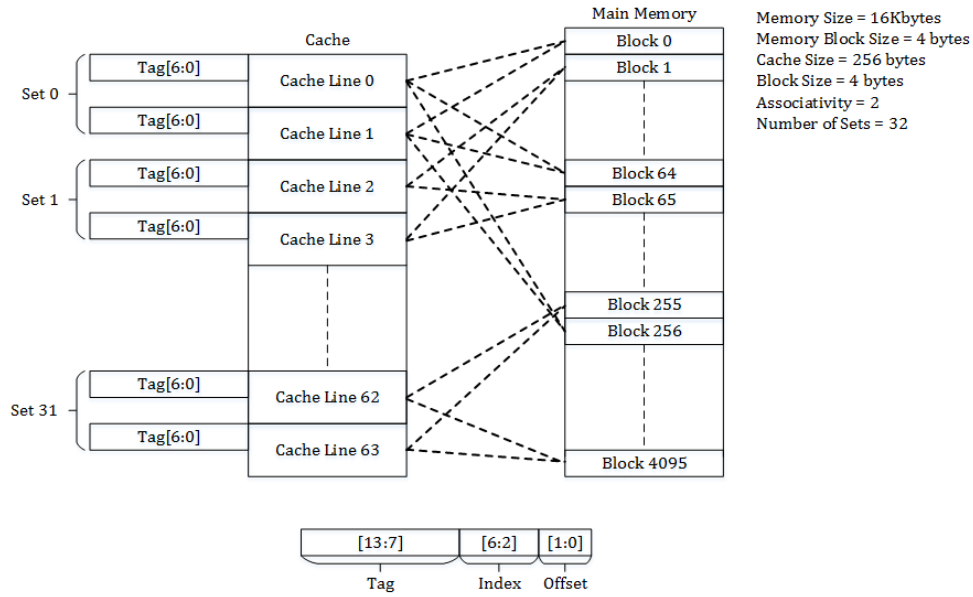 Main Memory
Cache
Memory Size = 16Kbytes
Memory Block Size = 4 bytes
Cache Size = 256 bytes
Block Size = 4 bytes
Associativity = 2
Number of Sets = 32
Set 0
Tag[6:0]
Cache Line 0
Tag[6:0]
Cache Line 1
Set 1
Tag[6:0]
Cache Line 2
Tag[6:0]
Cache Line 3
Set 31
Tag[6:0]
Cache Line 62
Tag[6:0]
Cache Line 63
Block 0
Block 1
Block 64
Block 65
Block 255
Block 256
Block 4095
[13:7] [6:2] [1:0]
Tag Index Offset